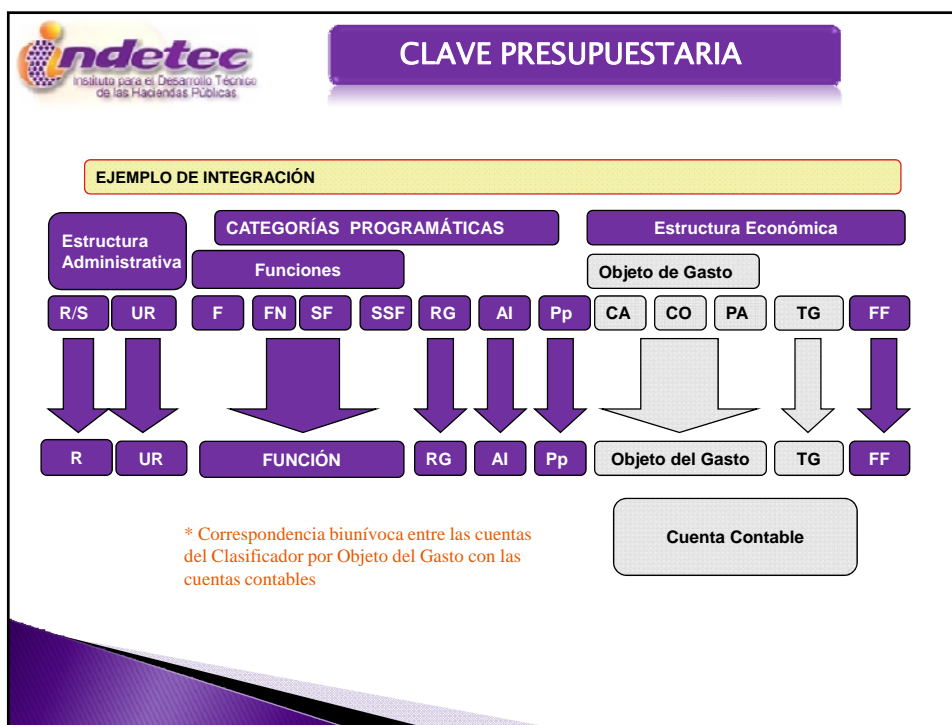 indetec
Instituto para el Desarrollo Técnico
de las Haciendas Públicas
CLAVE PRESUPUESTARIA
EJEMPLO DE INTEGRACIÓN
Estructura
Administrativa
CATEGORÍAS PROGRAMÁTICAS
Estructura Económica
Funciones
Objeto de Gasto
R/S UR F FN SF SSF RG AI Pp CA CO PA TG FF
R UR FUNCIÓN RG AI Pp Objeto del Gasto TG FF
* Correspondencia biunívoca entre las cuentas
del Clasificador por Objeto del Gasto con las
cuentas contables
Cuenta Contable